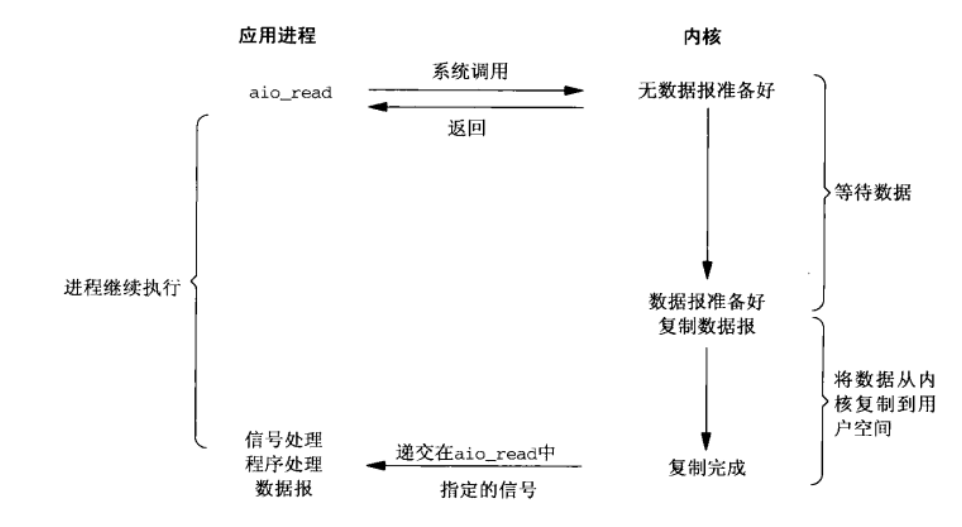 应用进程
内核
系统调用
aio_read
无数据报准备好
返回
等待数据
进程继续执行
数据报准备好
复制数据报
将数据从内
核复制到用
户空间
信号处理
程序处理
数据报
递交在aio_read中
指定的信号
复制完成